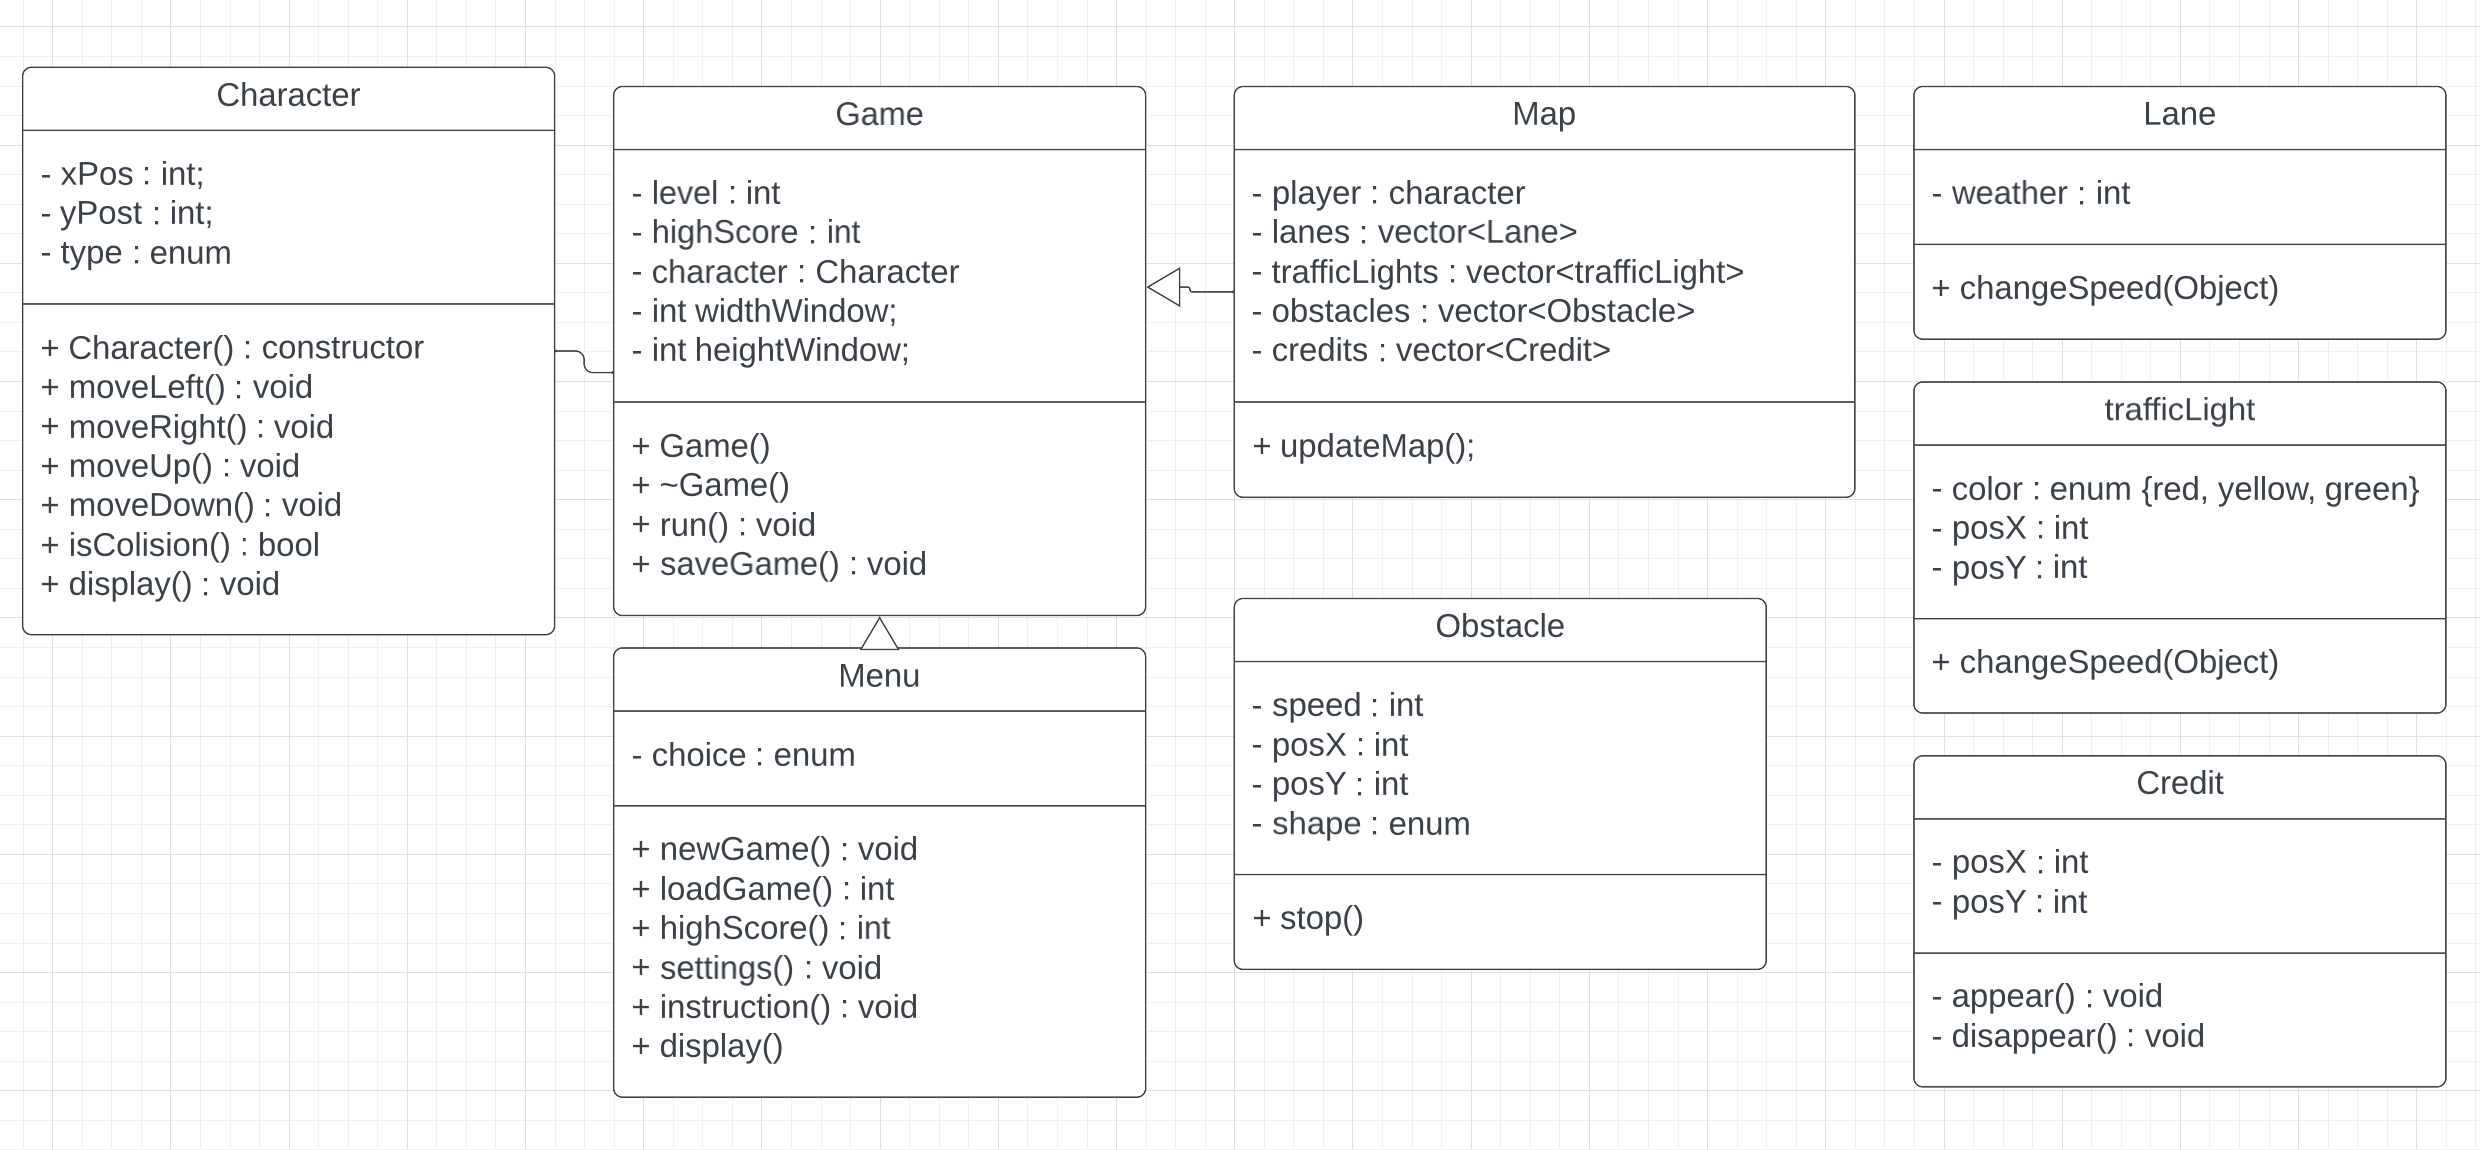 Character
- xPos : int;
- yPost : int;
- type : enum
+ Character() : constructor
+ moveLeft() : void
+ moveRight() : void
+ moveUp() : void
+ moveDown() : void
+ isColision() : bool
+ display() : void
Game
- level : int
- highScore : int
- character : Character
- int widthWindow;
- int heightWindow;
+ Game()
+ ~Game()
+ run() : void
+ saveGame() : void
Menu
- choice : enum
+ newGame() : void
+ loadGame() : int
+ highScore() : int
+ settings() : void
+ instruction() : void
+ display()
Map
- player : character
- lanes : vector<Lane>
- trafficLights : vector<trafficLight>
- obstacles : vector<Obstacle>
- credits : vector<Credit>
+ updateMap();
Obstacle
- speed : int
- posX : int
- posY : int
- shape : enum
+ stop()
Lane
- weather : int
+ changeSpeed(Object)
trafficLight
- color : enum {red, yellow, green}
- posX : int
- posY : int
+ changeSpeed(Object)
Credit
- posX : int
- posY : int
- appear() : void
- disappear() : void